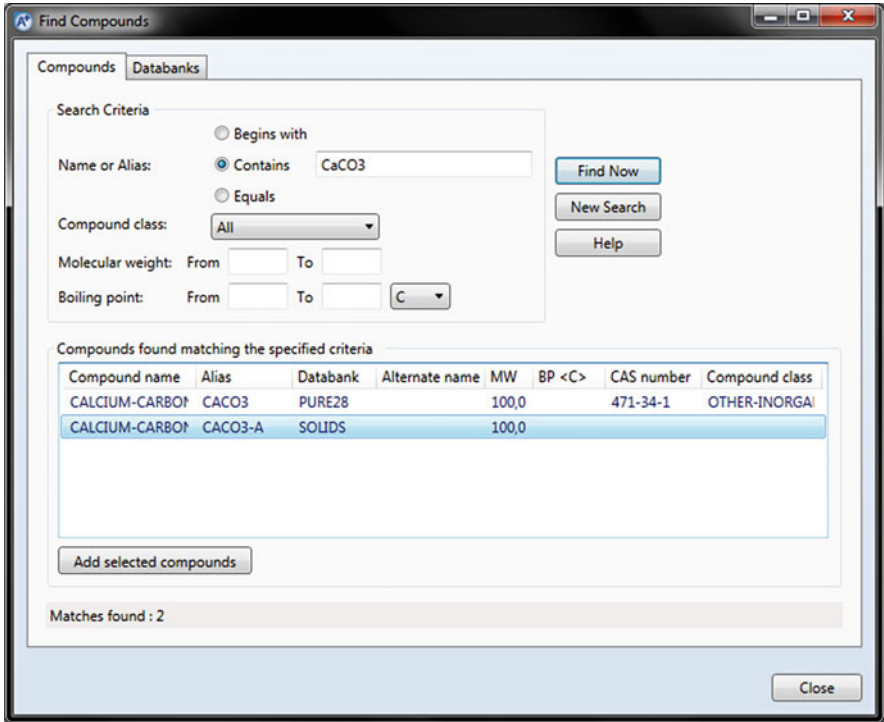 Find Compounds
Compounds Databanks
Search Criteria
Begins with
Name or Alias: Contains CaCO3
Find Now
Equals
New Search
Compound class: All
Help
Molecular weight: From To
Boiling point: From To C
Compounds found matching the specified criteria
Compound name Alias Databank Alternate name MW BP <C> CAS number Compound class
CALCIUM-CARBON CACO3 PURE28 100,0 471-34-1 OTHER-INORGAI
CALCIUM-CARBON CACO3-A SOLIDS 100,0
Add selected compounds
Matches found : 2
Close